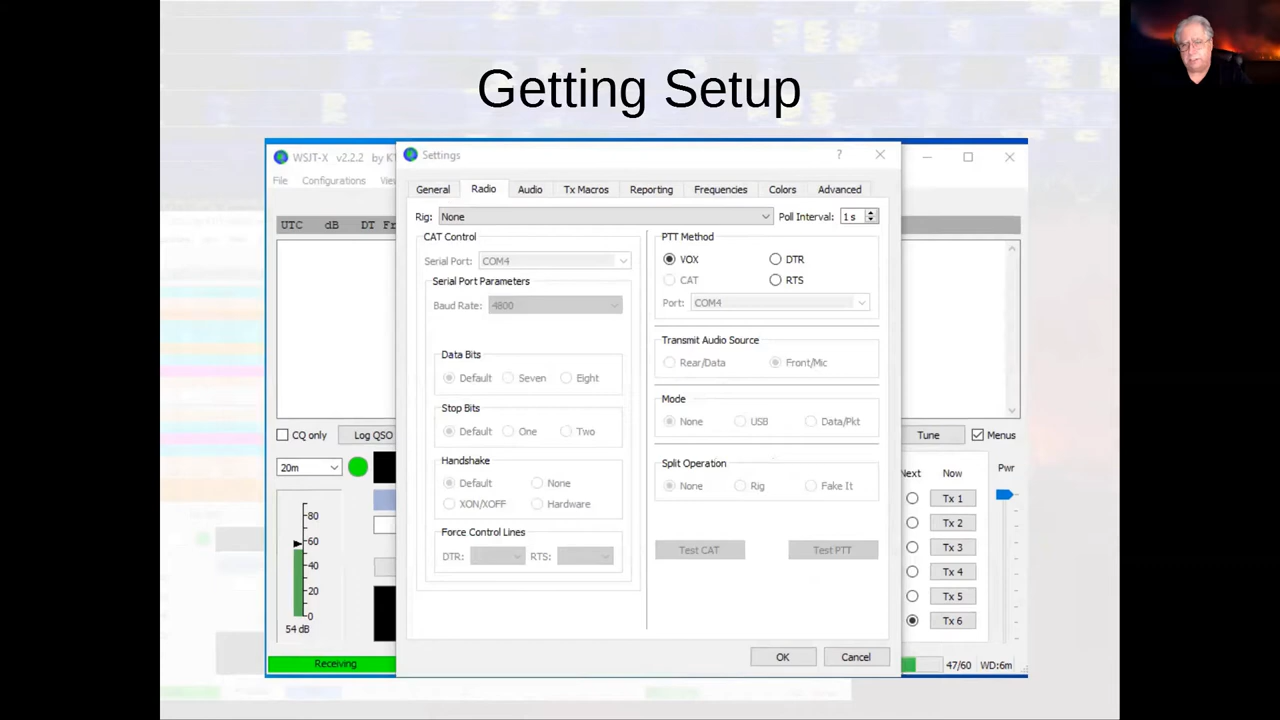 Getting Setup
WSJT-X v2.2.2 by K
Settings
?
File Configurations
General Radio Audio Tx Macros Reporting Frequencies Colors Advanced
Rig: None Poll Interval: 1 s
UTC dB DT
CAT Control
Serial Port: COM4
Serial Port Parameters
Baud Rate: 4800
Data Bits
Default Seven Eight
Stop Bits
Default One Two
Handshake
Default None
XON/XOFF Hardware
Force Control Lines
DTR: RTS:
PTT Method
VOX DTR
CAT RTS
Port: COM4
Transmit Audio Source
Rear/Data Front/Mic
Mode
None USB Data/Pkt
Split Operation
None Rig Fake It
Test CAT Test PTT
OK Cancel
CQ only Log QSO
20m
80
60
40
20
0
54 dB
Receiving
Tune Menus
Next Now Pwr
Tx 1
Tx 2
Tx 3
Tx 4
Tx 5
Tx 6
47/60 WD:6m